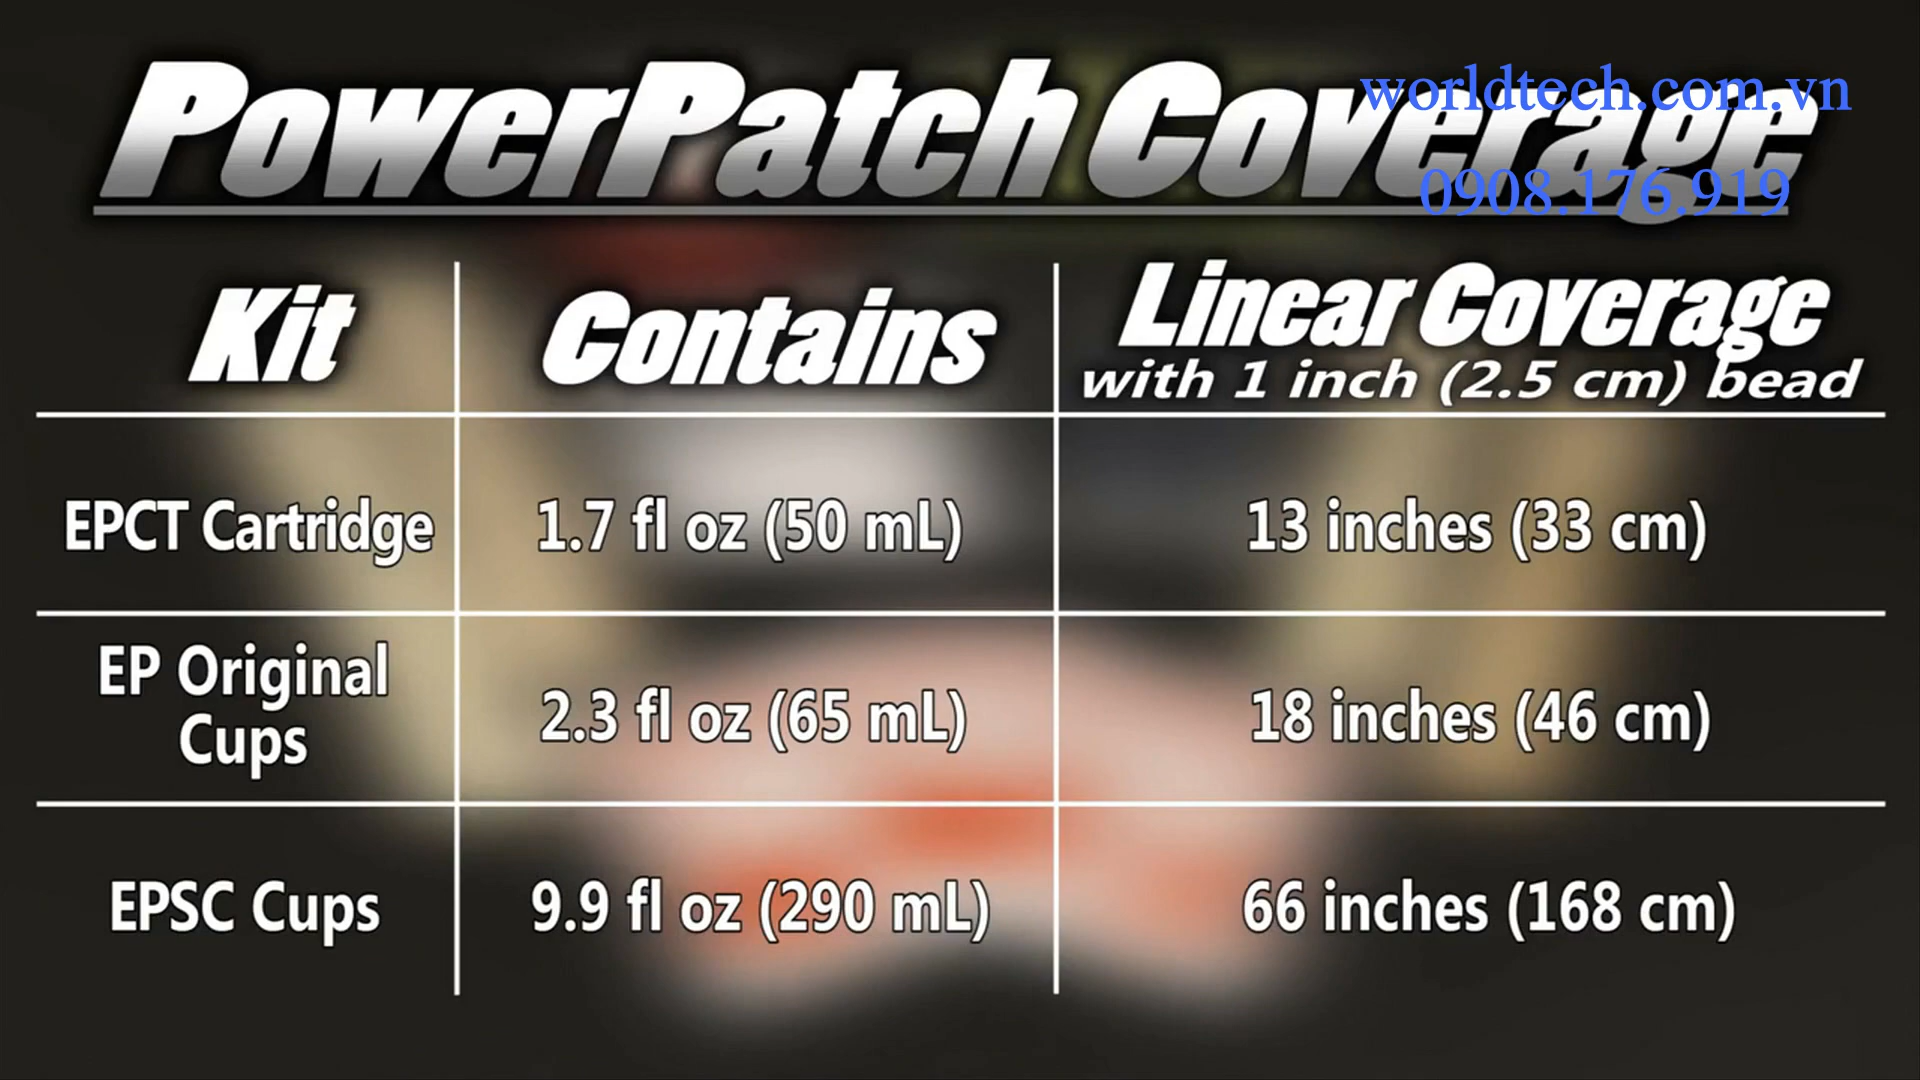 PowerPatch Coverage
worldtech.com.vn
0908.176.919
Kit
Contains
Linear Coverage
with 1 inch (2.5 cm) bead
EPCT Cartridge
1.7 fl oz (50 mL)
13 inches (33 cm)
EP Original
Cups
2.3 fl oz (65 mL)
18 inches (46 cm)
EPSC Cups
9.9 fl oz (290 mL)
66 inches (168 cm)